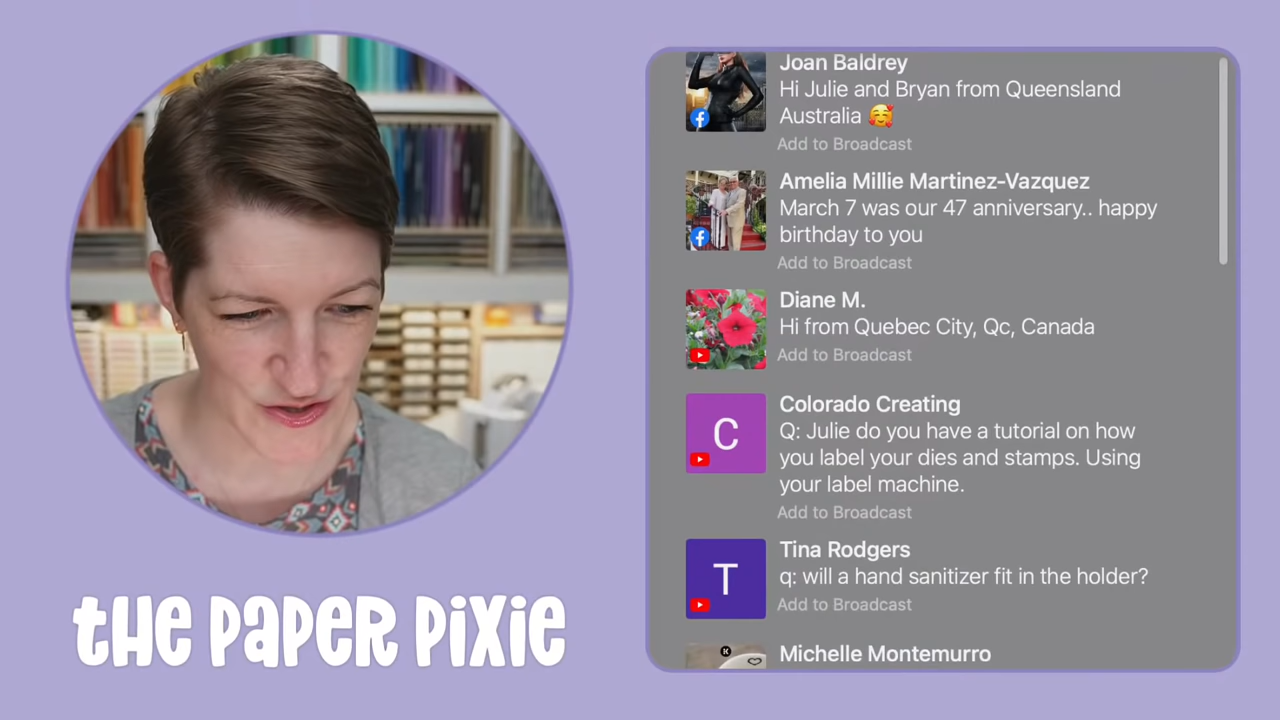 Joan Baldrey
Hi Julie and Bryan from Queensland
Australia 🥰
Add to Broadcast
Amelia Millie Martinez-Vazquez
March 7 was our 47 anniversary.. happy
birthday to you
Add to Broadcast
Diane M.
Hi from Quebec City, Qc, Canada
Add to Broadcast
C
Colorado Creating
Q: Julie do you have a tutorial on how
you label your dies and stamps. Using
your label machine.
Add to Broadcast
T
Tina Rodgers
q: will a hand sanitizer fit in the holder?
Add to Broadcast
Michelle Montemurro
the paper pixie